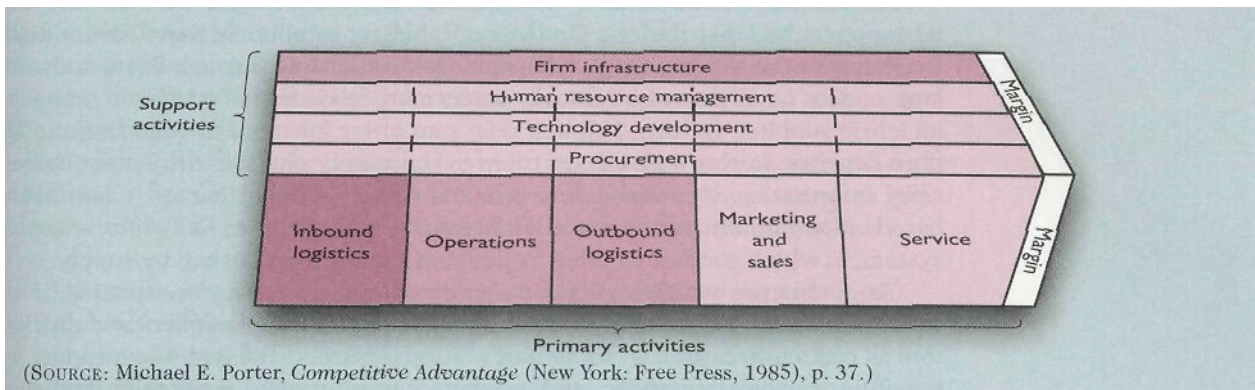 Firm infrastructure
Human resource management
Technology development
Procurement
Support
activities
Margin
Inbound
logistics
Operations
Outbound
logistics
Marketing
and
sales
Service
Margin
Primary activities
(SOURCE: Michael E. Porter, Competitive Advantage (New York: Free Press, 1985), p. 37.)